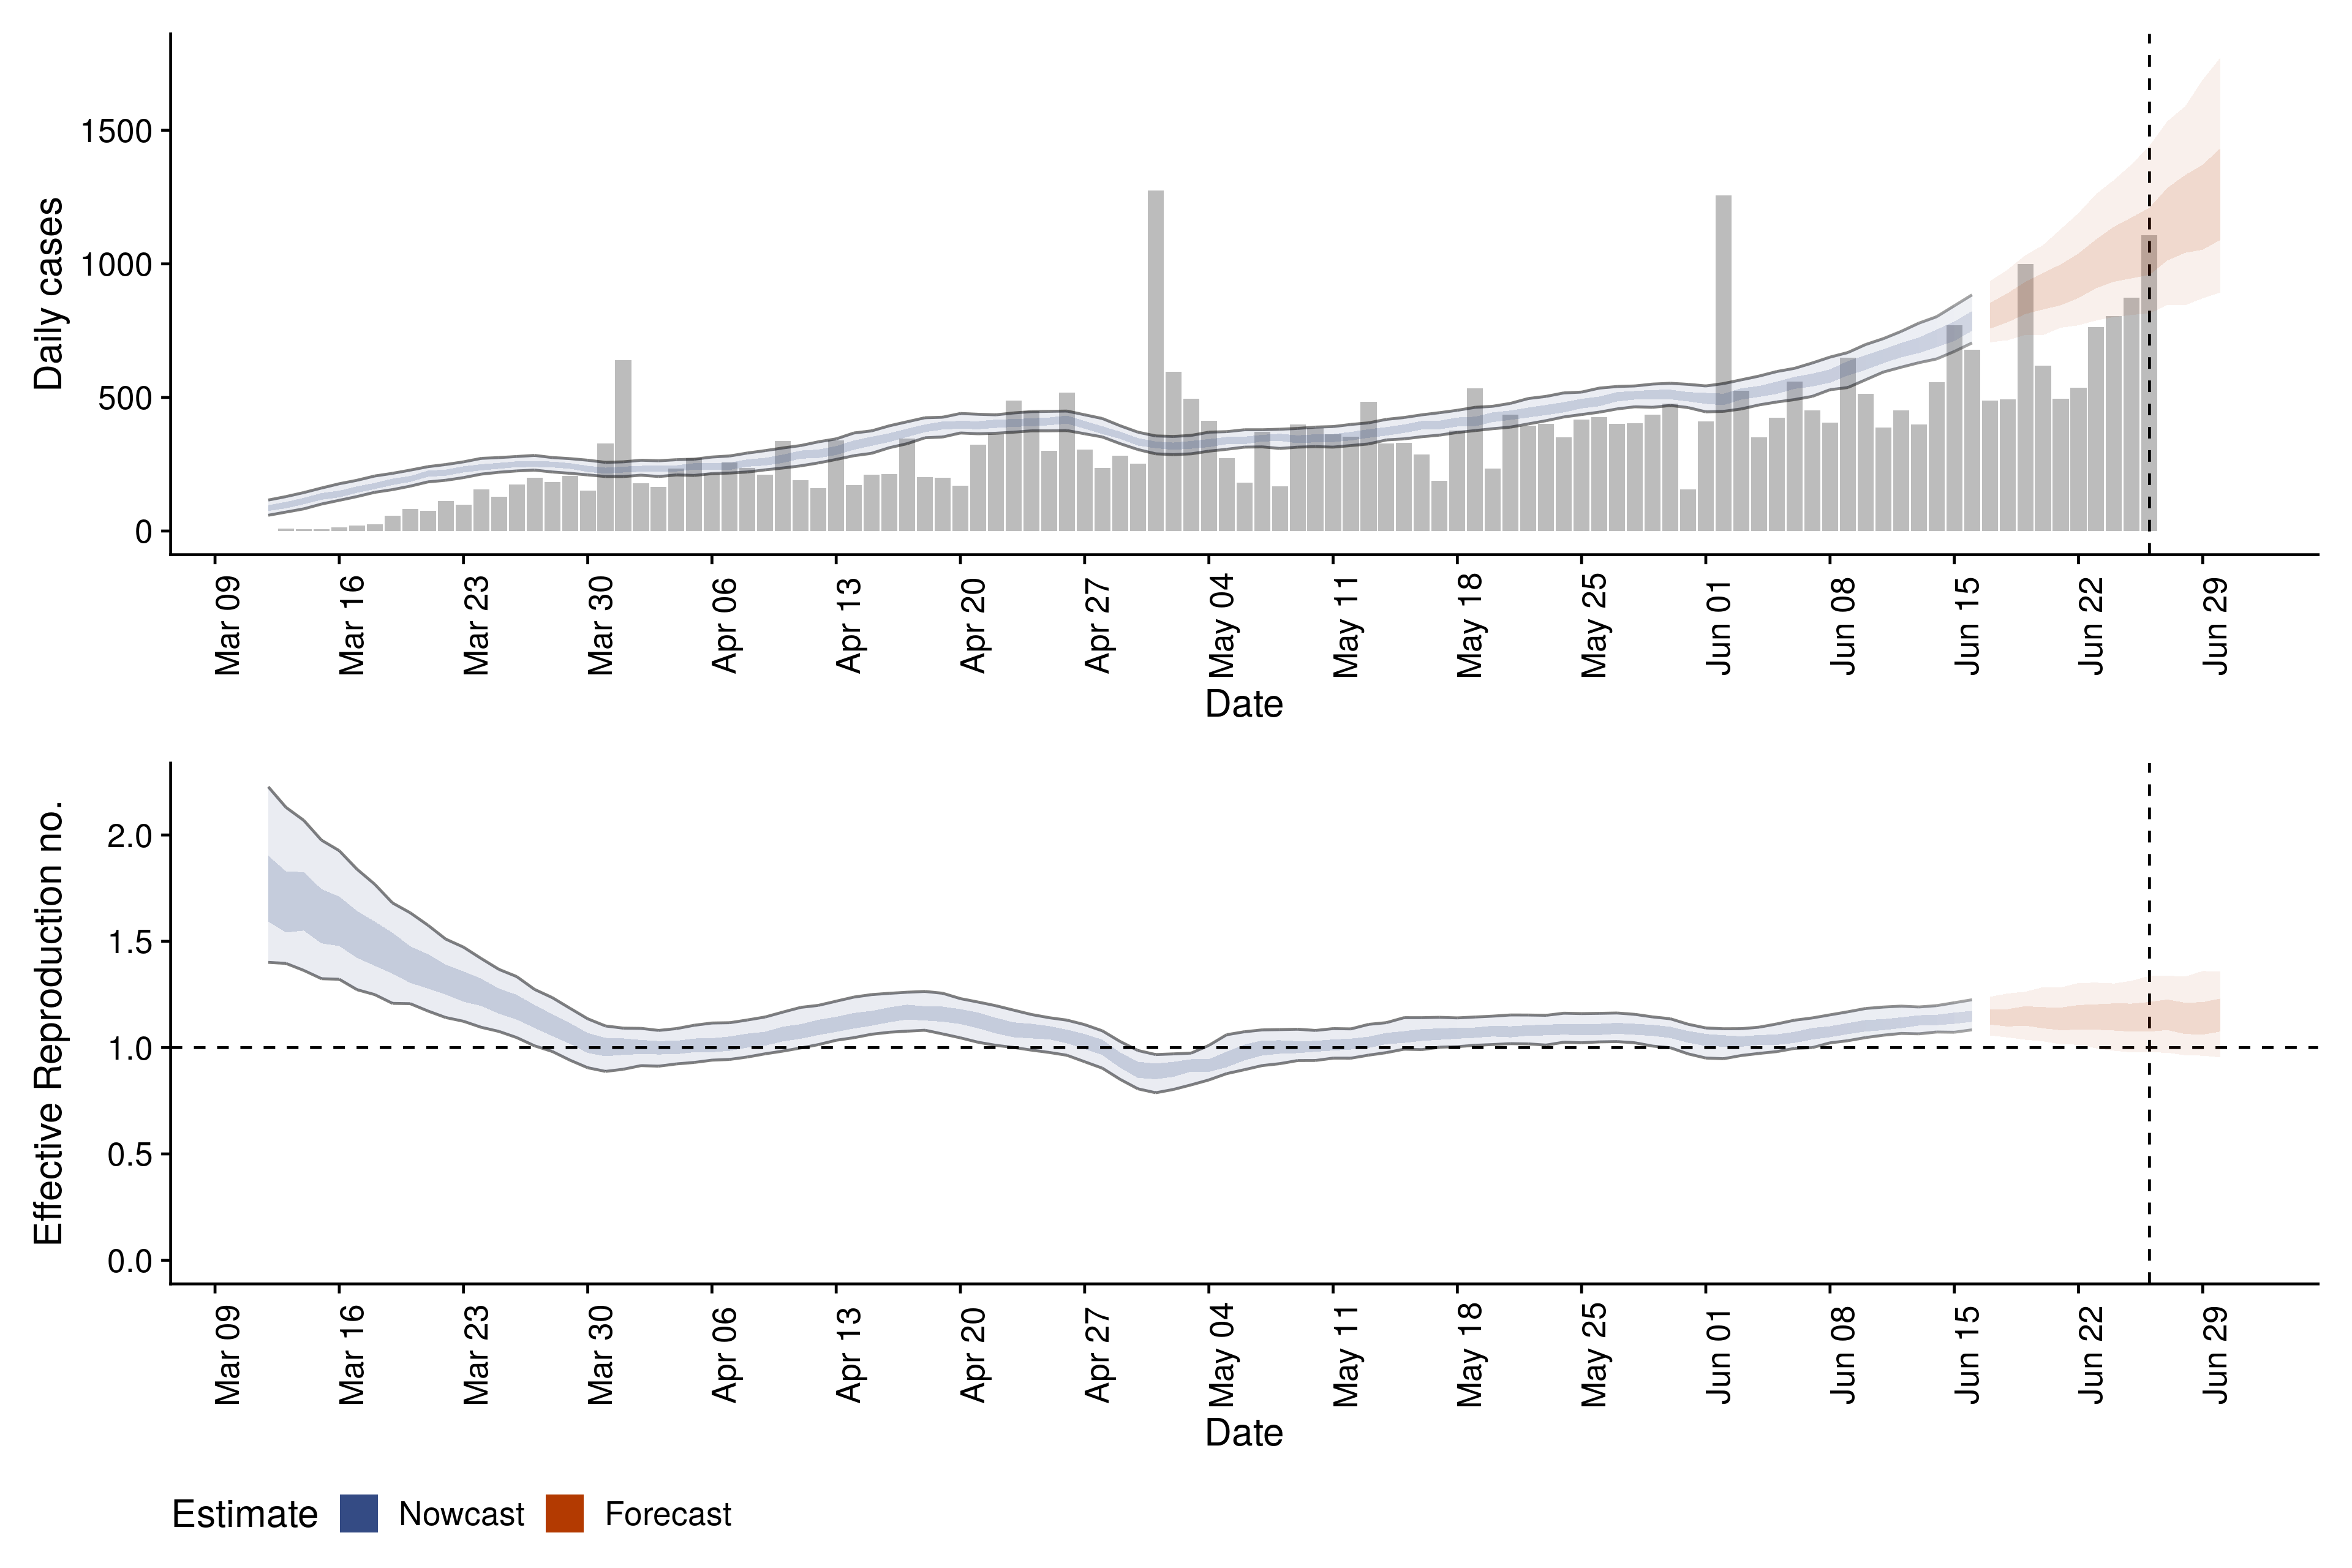 Daily cases
1500
1000
500
0
Mar 09
Mar 16
Mar 23
Mar 30
Apr 06
Apr 13
Apr 20
Apr 27
May 04
May 11
May 18
May 25
Jun 01
Jun 08
Jun 15
Jun 22
Jun 29
Date
Effective Reproduction no.
2.0
1.5
1.0
0.5
0.0
Mar 09
Mar 16
Mar 23
Mar 30
Apr 06
Apr 13
Apr 20
Apr 27
May 04
May 11
May 18
May 25
Jun 01
Jun 08
Jun 15
Jun 22
Jun 29
Date
Estimate Nowcast Forecast